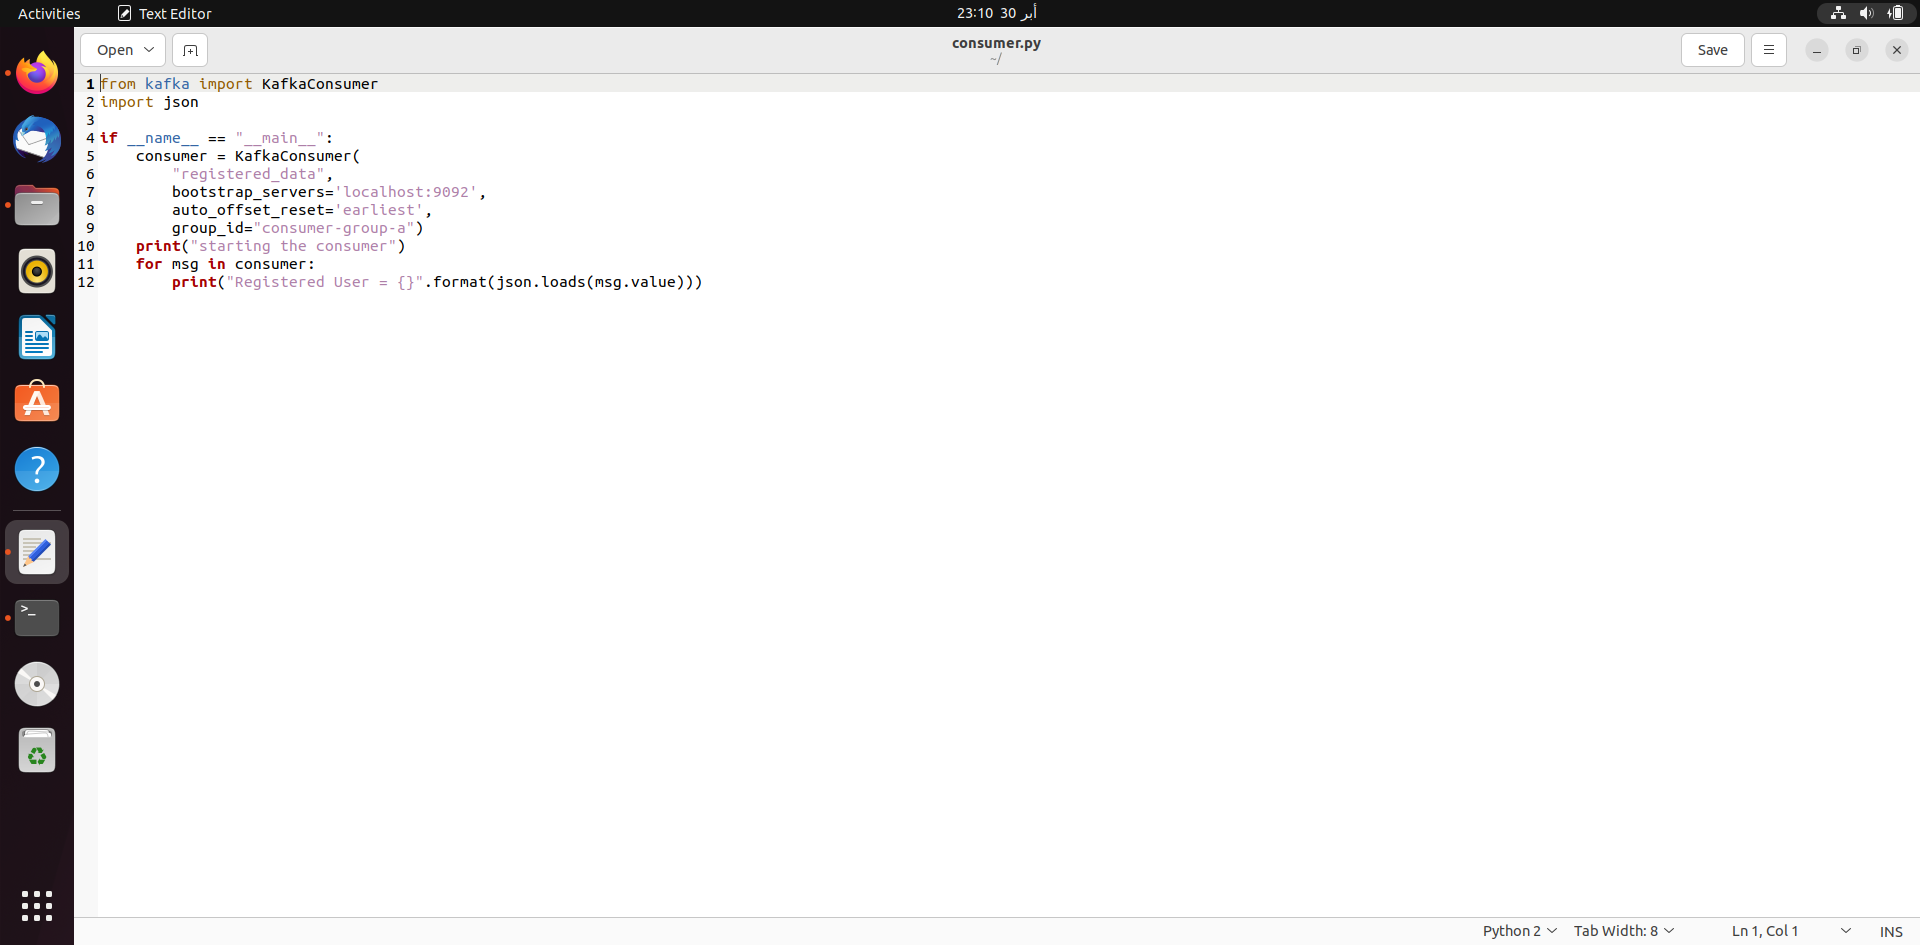 Activities Text Editor 23:10 30 أبر
Open consumer.py Save
~/
1 from kafka import KafkaConsumer
2 import json
3
4 if __name__ == "__main__":
5     consumer = KafkaConsumer(
6         "registered_data",
7         bootstrap_servers='localhost:9092',
8         auto_offset_reset='earliest',
9         group_id="consumer-group-a")
10     print("starting the consumer")
11     for msg in consumer:
12         print("Registered User = {}".format(json.loads(msg.value)))
Python 2 Tab Width: 8 Ln 1, Col 1 INS